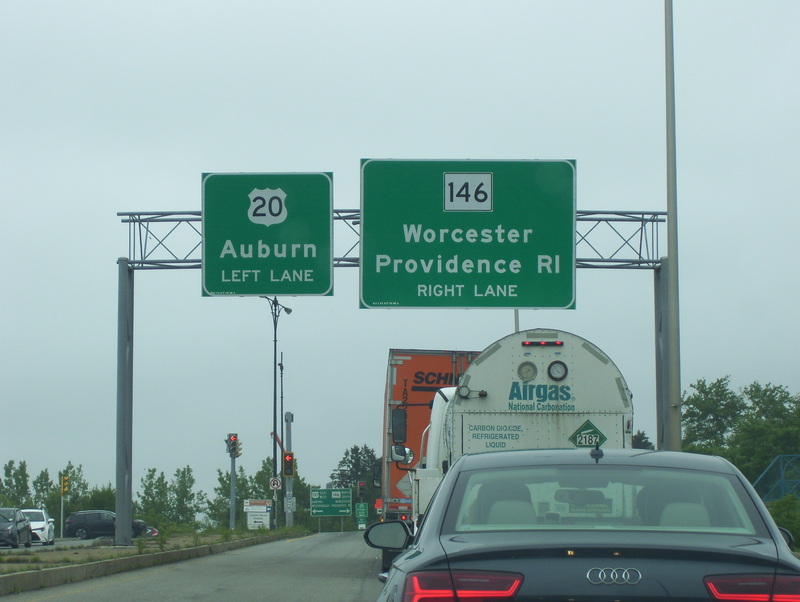 20
Auburn
LEFT LANE
146
Worcester
Providence RI
RIGHT LANE
SCHN
Airgas
National Carbonation
CARBON DIOXIDE,
REFRIGERATED
LIQUID
2187